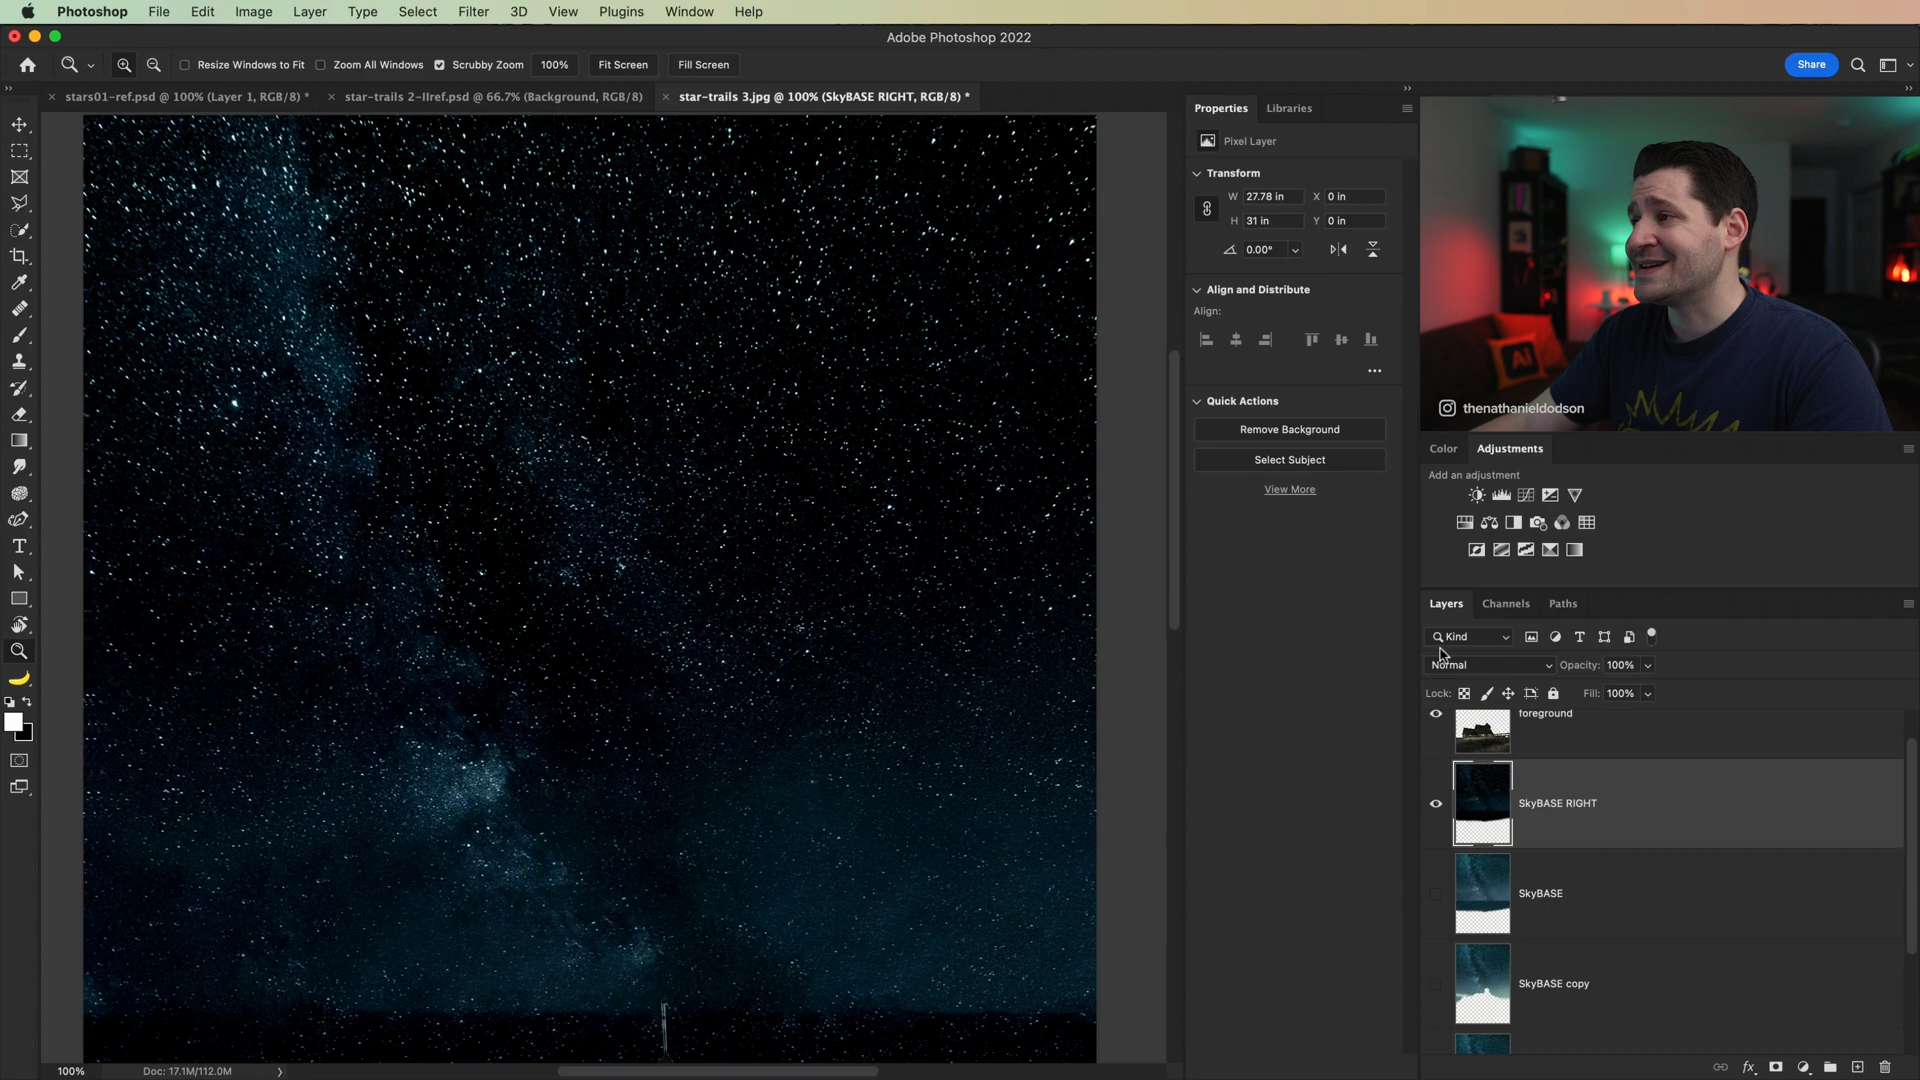 Photoshop File Edit Image Layer Type Select Filter 3D View Plugins Window Help
Adobe Photoshop 2022
Resize Windows to Fit Zoom All Windows Scrubby Zoom 100% Fit Screen Fill Screen Share
stars01-ref.psd @ 100% (Layer 1, RGB/8) * star-trails 2-IIref.psd @ 66.7% (Background, RGB/8) star-trails 3.jpg @ 100% (SkyBASE RIGHT, RGB/8) *
Properties Libraries
Pixel Layer
Transform
W 27.78 in X 0 in
H 31 in Y 0 in
0.00°
Align and Distribute
Align:
Quick Actions
Remove Background
Select Subject
View More
Ai
thenathanieldodson
Color Adjustments
Add an adjustment
Layers Channels Paths
Kind
Normal Opacity: 100%
Lock: Fill: 100%
foreground
SkyBASE RIGHT
SkyBASE
SkyBASE copy
fx
100% Doc: 17.1M/112.0M